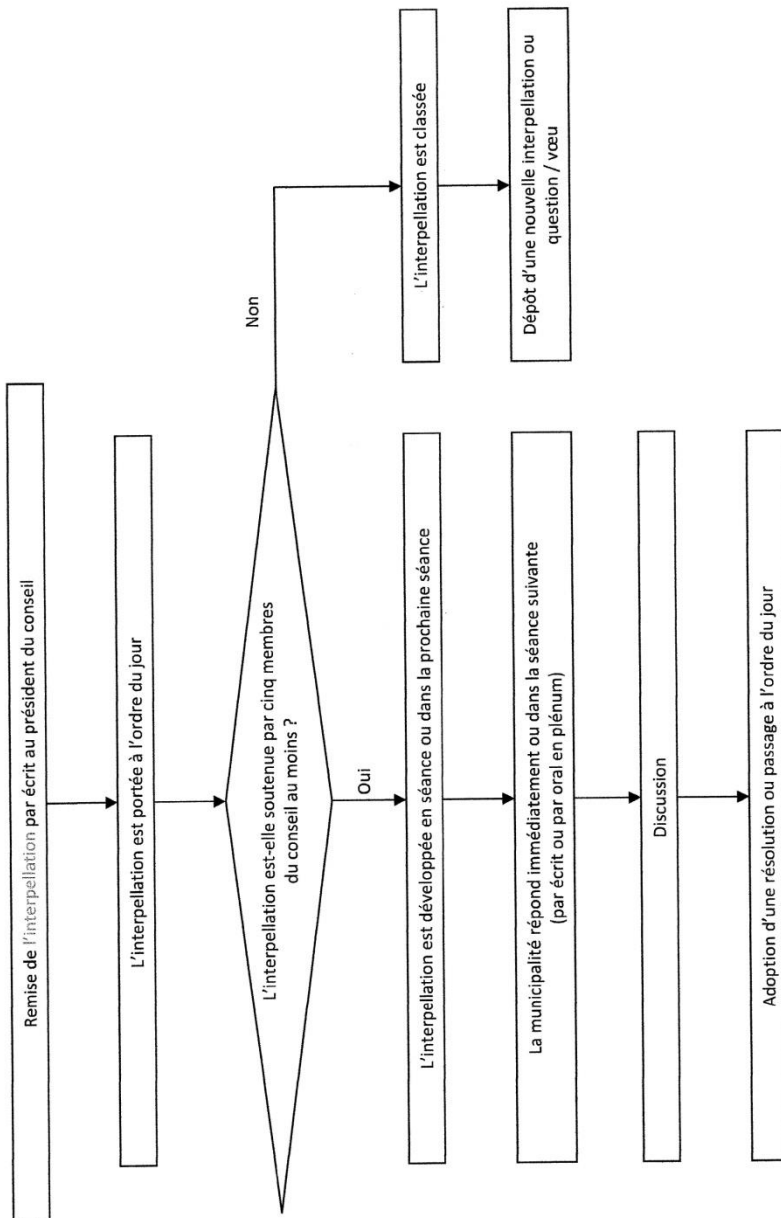 Remise de l'interpellation par écrit au président du conseil
L'interpellation est portée à l'ordre du jour
L'interpellation est-elle soutenue par cinq membres
du conseil au moins ?
Non
Oui
L'interpellation est classée
Dépôt d'une nouvelle interpellation ou
question / vœu
L'interpellation est développée en séance ou dans la prochaine séance
La municipalité répond immédiatement ou dans la séance suivante
(par écrit ou par oral en plénum)
Discussion
Adoption d'une résolution ou passage à l'ordre du jour